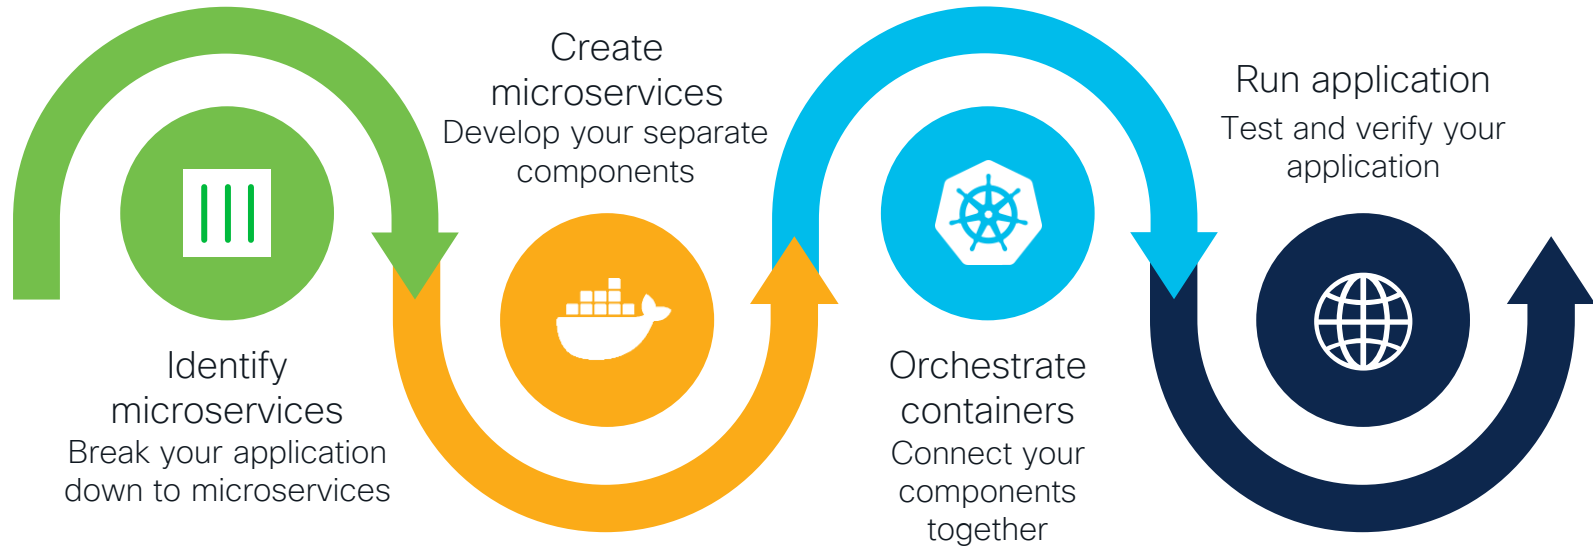 Identify
microservices
Break your application
down to microservices
Create
microservices
Develop your separate
components
Orchestrate
containers
Connect your
components
together
Run application
Test and verify your
application